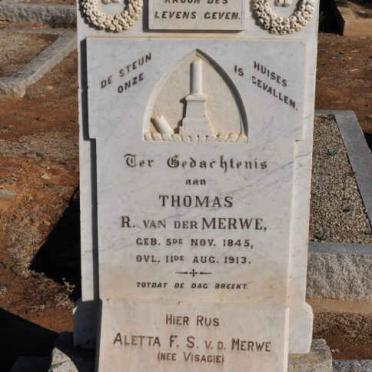 KROON DES
LEVENS GEVEN.
DE STEUN HUISES
ONZE IS GEVALLEN.
Ter Gedachtenis
aan
THOMAS
R. VAN DER MERWE,
GEB. 5DE NOV. 1845,
OVL. 11DE AUG. 1913.
TOTDAT DE DAG BREEKT.
HIER RUS
ALETTA F. S. V. D. MERWE
(NEE VISAGIE)